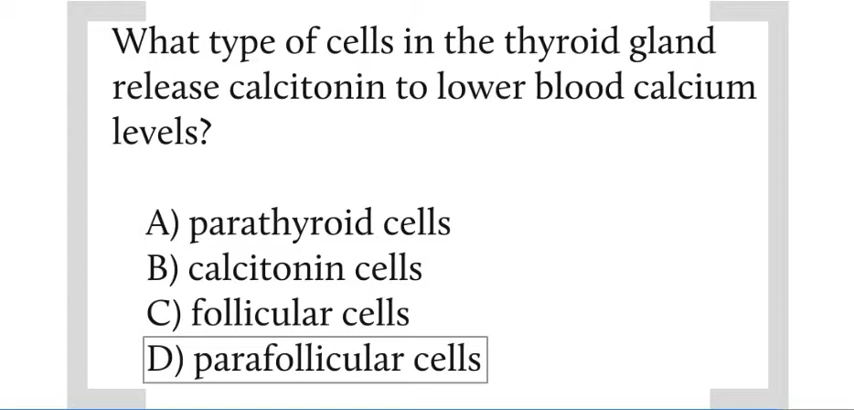 What type of cells in the thyroid gland
release calcitonin to lower blood calcium
levels?
A) parathyroid cells
B) calcitonin cells
C) follicular cells
D) parafollicular cells